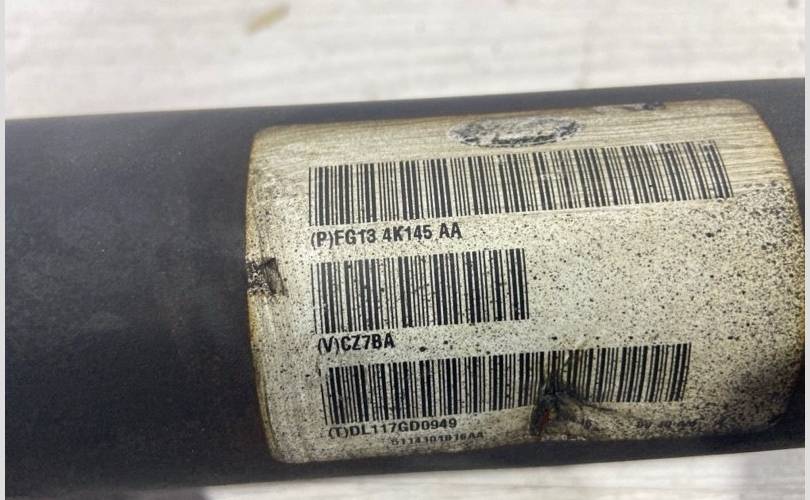 (P)FG13 4K145 AA
(V)CZ7BA
(T)DL117GD0949